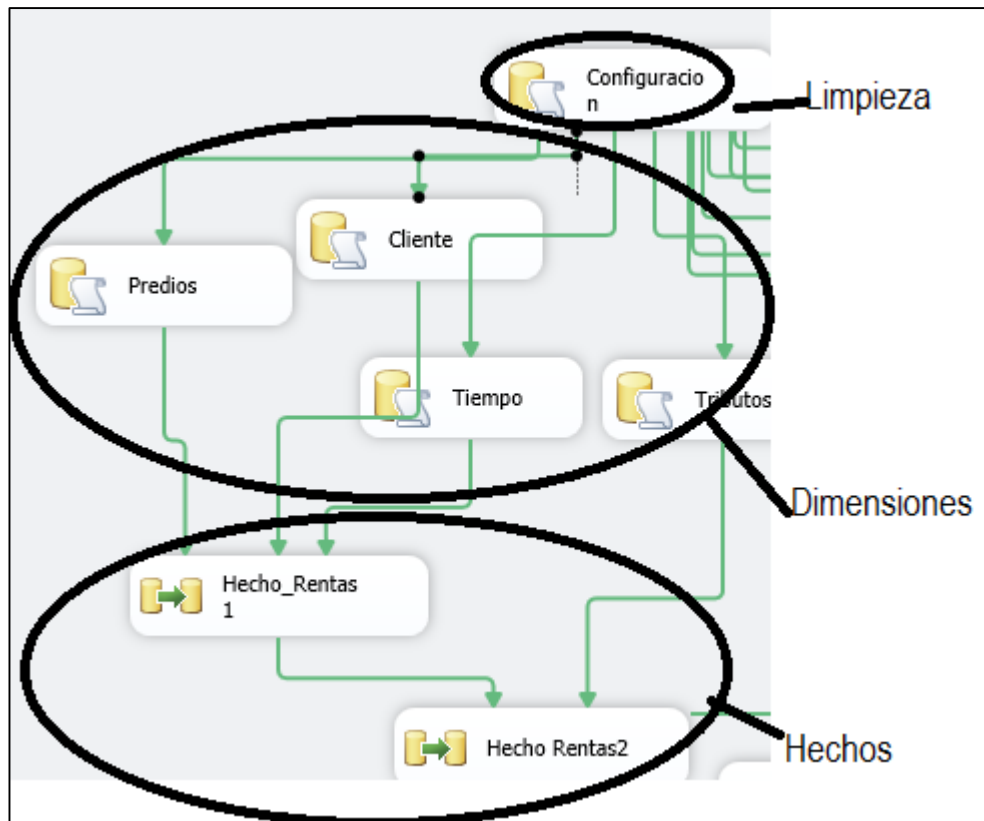 Configuracio
n
Limpieza
Cliente
Predios
Tiempo
Tributos
Dimensiones
Hecho_Rentas
1
Hecho Rentas2
Hechos